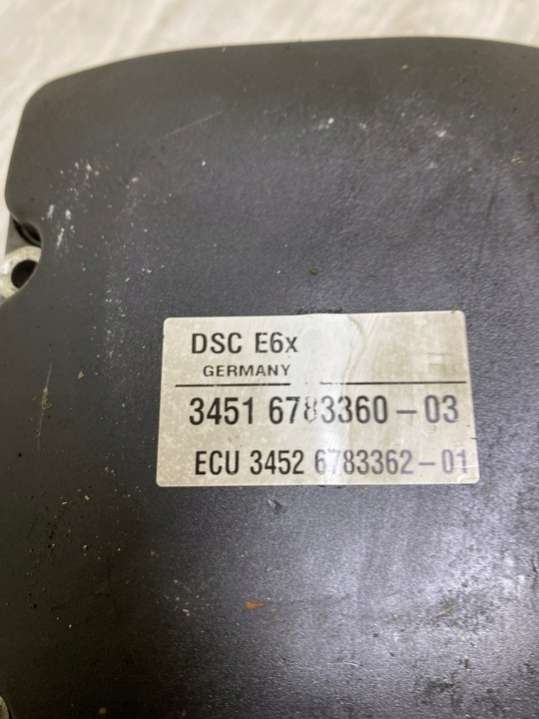 DSC E6x
GERMANY
3451 6783360-03
ECU 3452 6783362-01